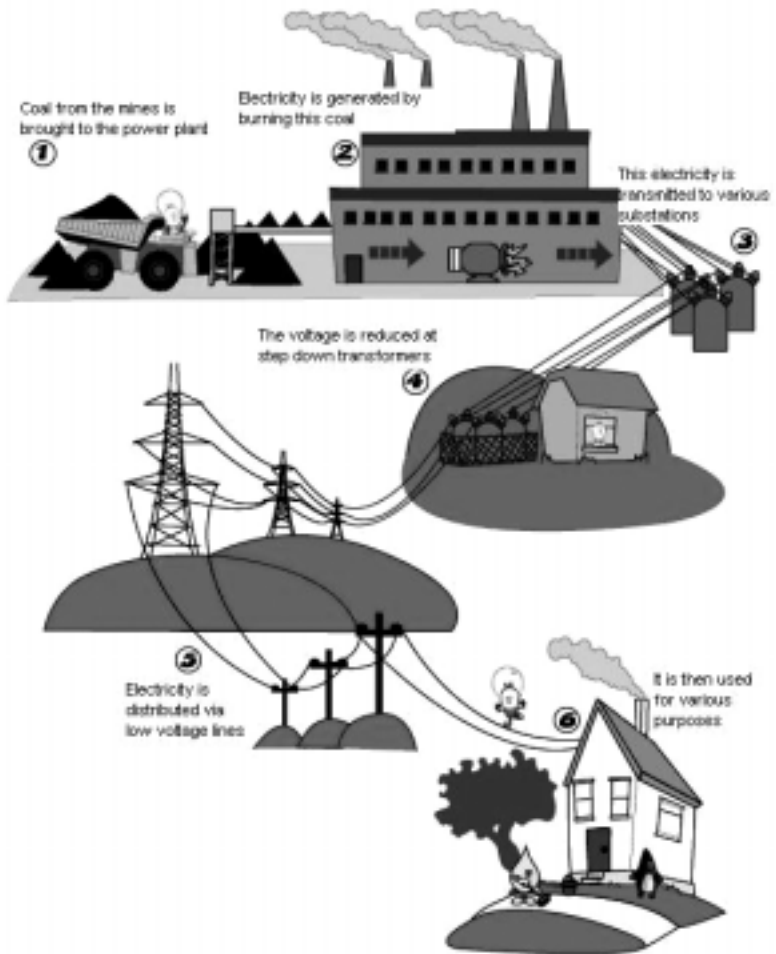 Coal from the mines is
brought to the power plant
1
Electricity is generated by
burning this coal
2
This electricity is
transmitted to various
substations
3
The voltage is reduced at
step down transformers
4
5
Electricity is
distributed via
low voltage lines
6
It is then used
for various
purposes